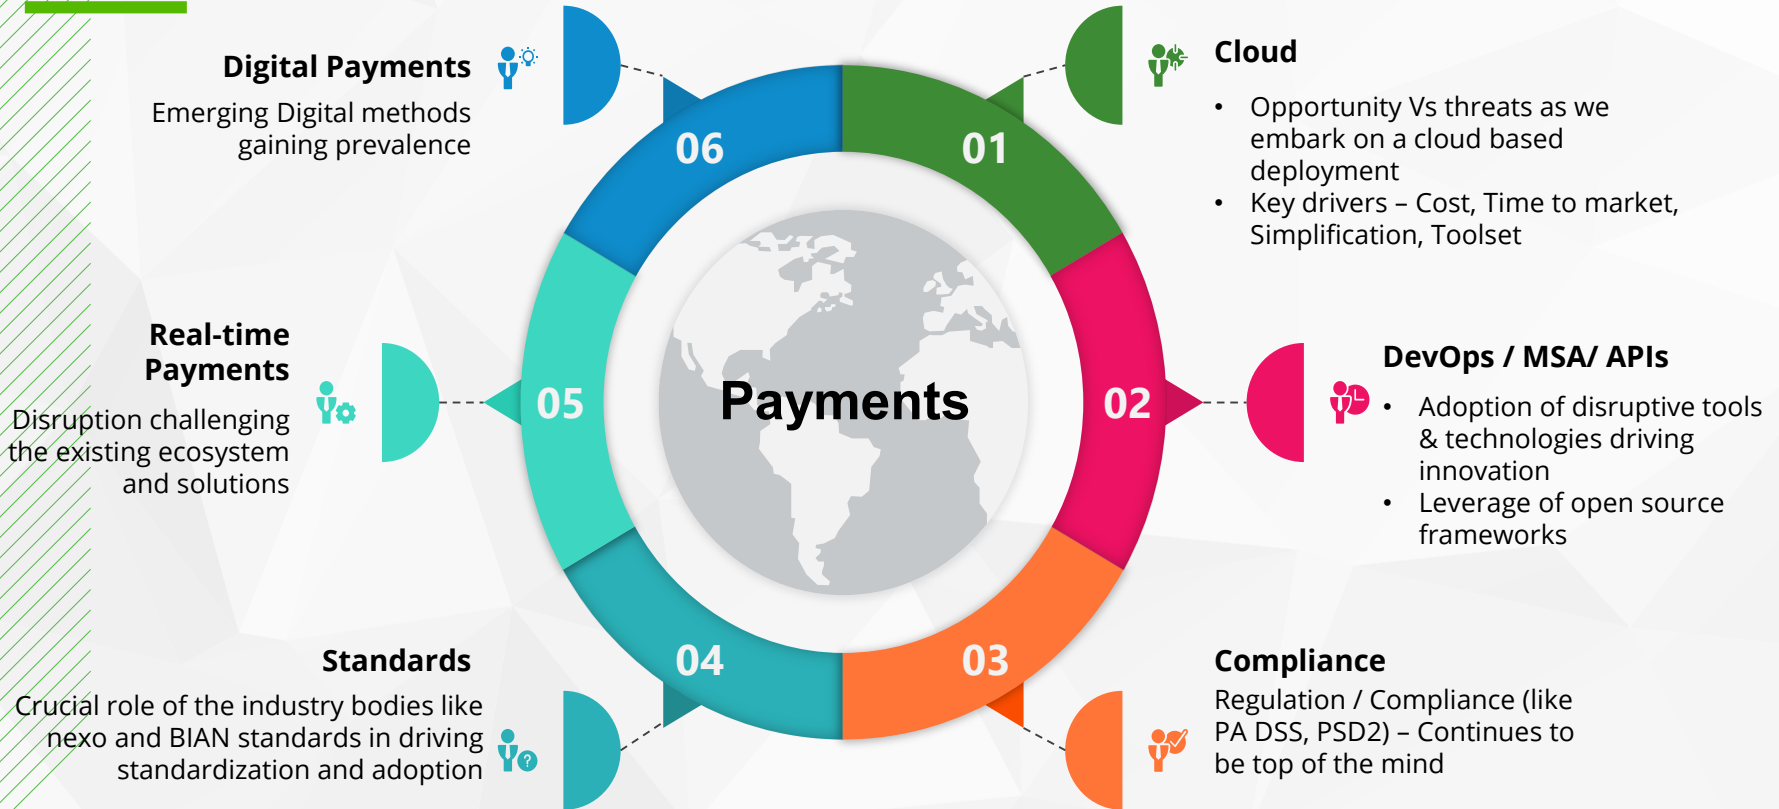 Digital Payments
Emerging Digital methods
gaining prevalence
06
01
Cloud
• Opportunity Vs threats as we
embark on a cloud based
deployment
• Key drivers – Cost, Time to market,
Simplification, Toolset
Real-time
Payments
Disruption challenging
the existing ecosystem
and solutions
05
Payments
02
DevOps / MSA/ APIs
• Adoption of disruptive tools
& technologies driving
innovation
• Leverage of open source
frameworks
Standards
Crucial role of the industry bodies like
nexo and BIAN standards in driving
standardization and adoption
?
04
03
Compliance
Regulation / Compliance (like
PA DSS, PSD2) – Continues to
be top of the mind